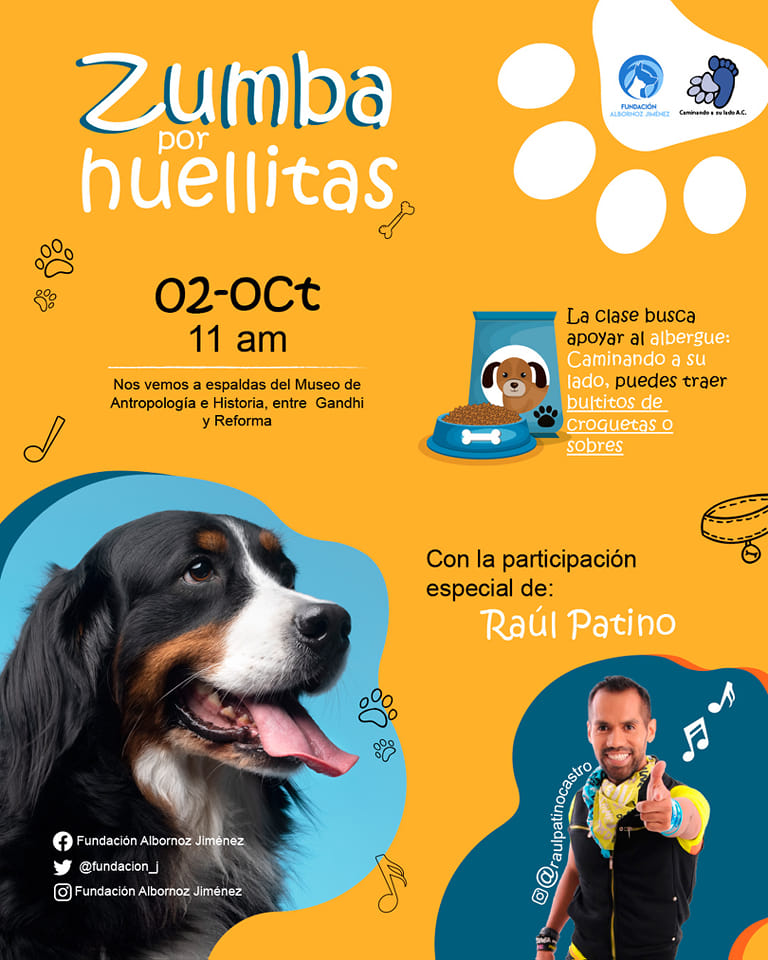 Zumba
por
huellitas
FUNDACIÓN
ALBORNOZ JIMÉNEZ
Caminando a su lado A.C.
02-Oct
11 am
Nos vemos a espaldas del Museo de
Antropología e Historia, entre Gandhi
y Reforma
La clase busca
apoyar al albergue:
Caminando a su
lado, puedes traer
bultitos de
croquetas o
sobres
Con la participación
especial de:
Raúl Patino
@raulpatinocastro
Fundación Albornoz Jiménez
@fundacion_j
Fundación Albornoz Jiménez